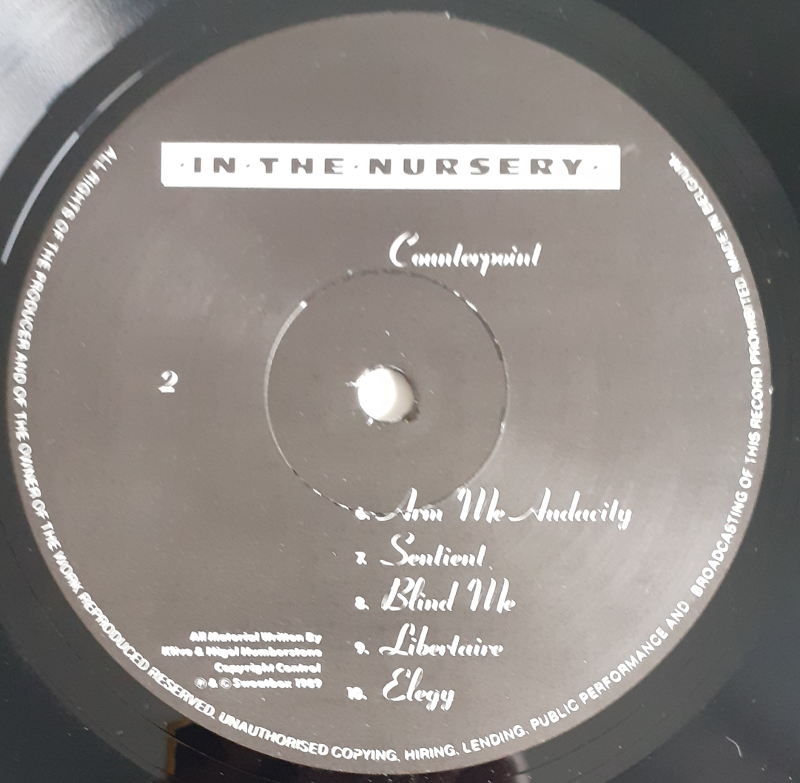 ·IN·THE·NURSERY·
Counterpoint
2
6. Arm Me Audacity
7. Sentient
8. Blind Me
9. Libertaire
10. Elegy
All Material Written By
Klive & Nigel Humberstone
Copyright Control
℗ & © Sweatbox 1989
ALL RIGHTS OF THE PRODUCER AND OF THE OWNER OF THE WORK REPRODUCED RESERVED. UNAUTHORISED COPYING, HIRING, LENDING, PUBLIC PERFORMANCE AND BROADCASTING OF THIS RECORD PROHIBITED. MADE IN BELGIUM.